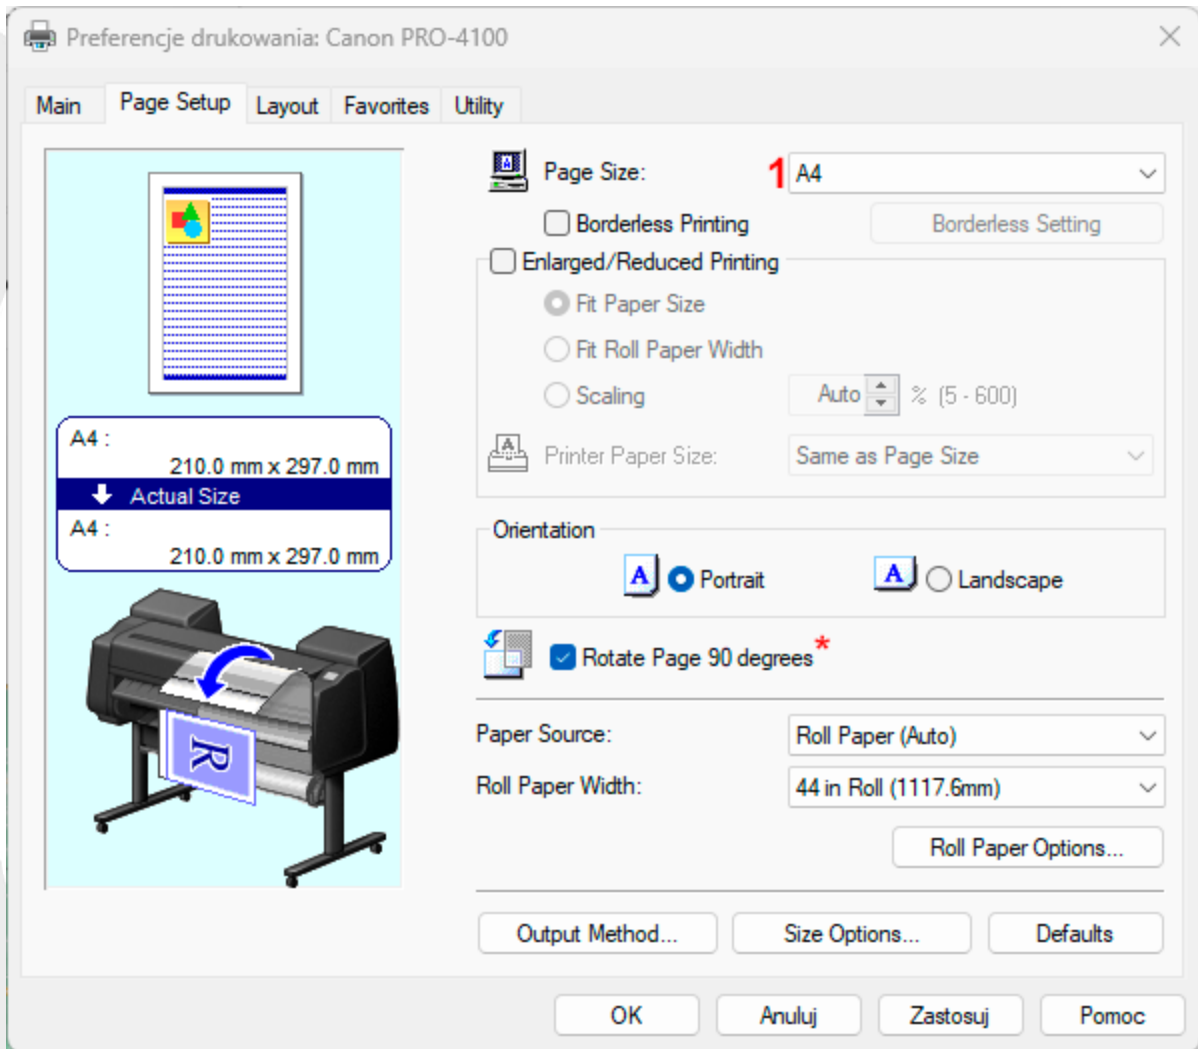 Preferencje drukowania: Canon PRO-4100
Main Page Setup Layout Favorites Utility
Page Size: 1 A4
Borderless Printing Borderless Setting
Enlarged/Reduced Printing
Fit Paper Size
Fit Roll Paper Width
Scaling Auto % (5 - 600)
Printer Paper Size: Same as Page Size
A4 :
210.0 mm x 297.0 mm
Actual Size
A4 :
210.0 mm x 297.0 mm
Orientation
A Portrait A Landscape
Rotate Page 90 degrees*
R
Paper Source: Roll Paper (Auto)
Roll Paper Width: 44 in Roll (1117.6mm)
Roll Paper Options...
Output Method... Size Options... Defaults
OK Anuluj Zastosuj Pomoc